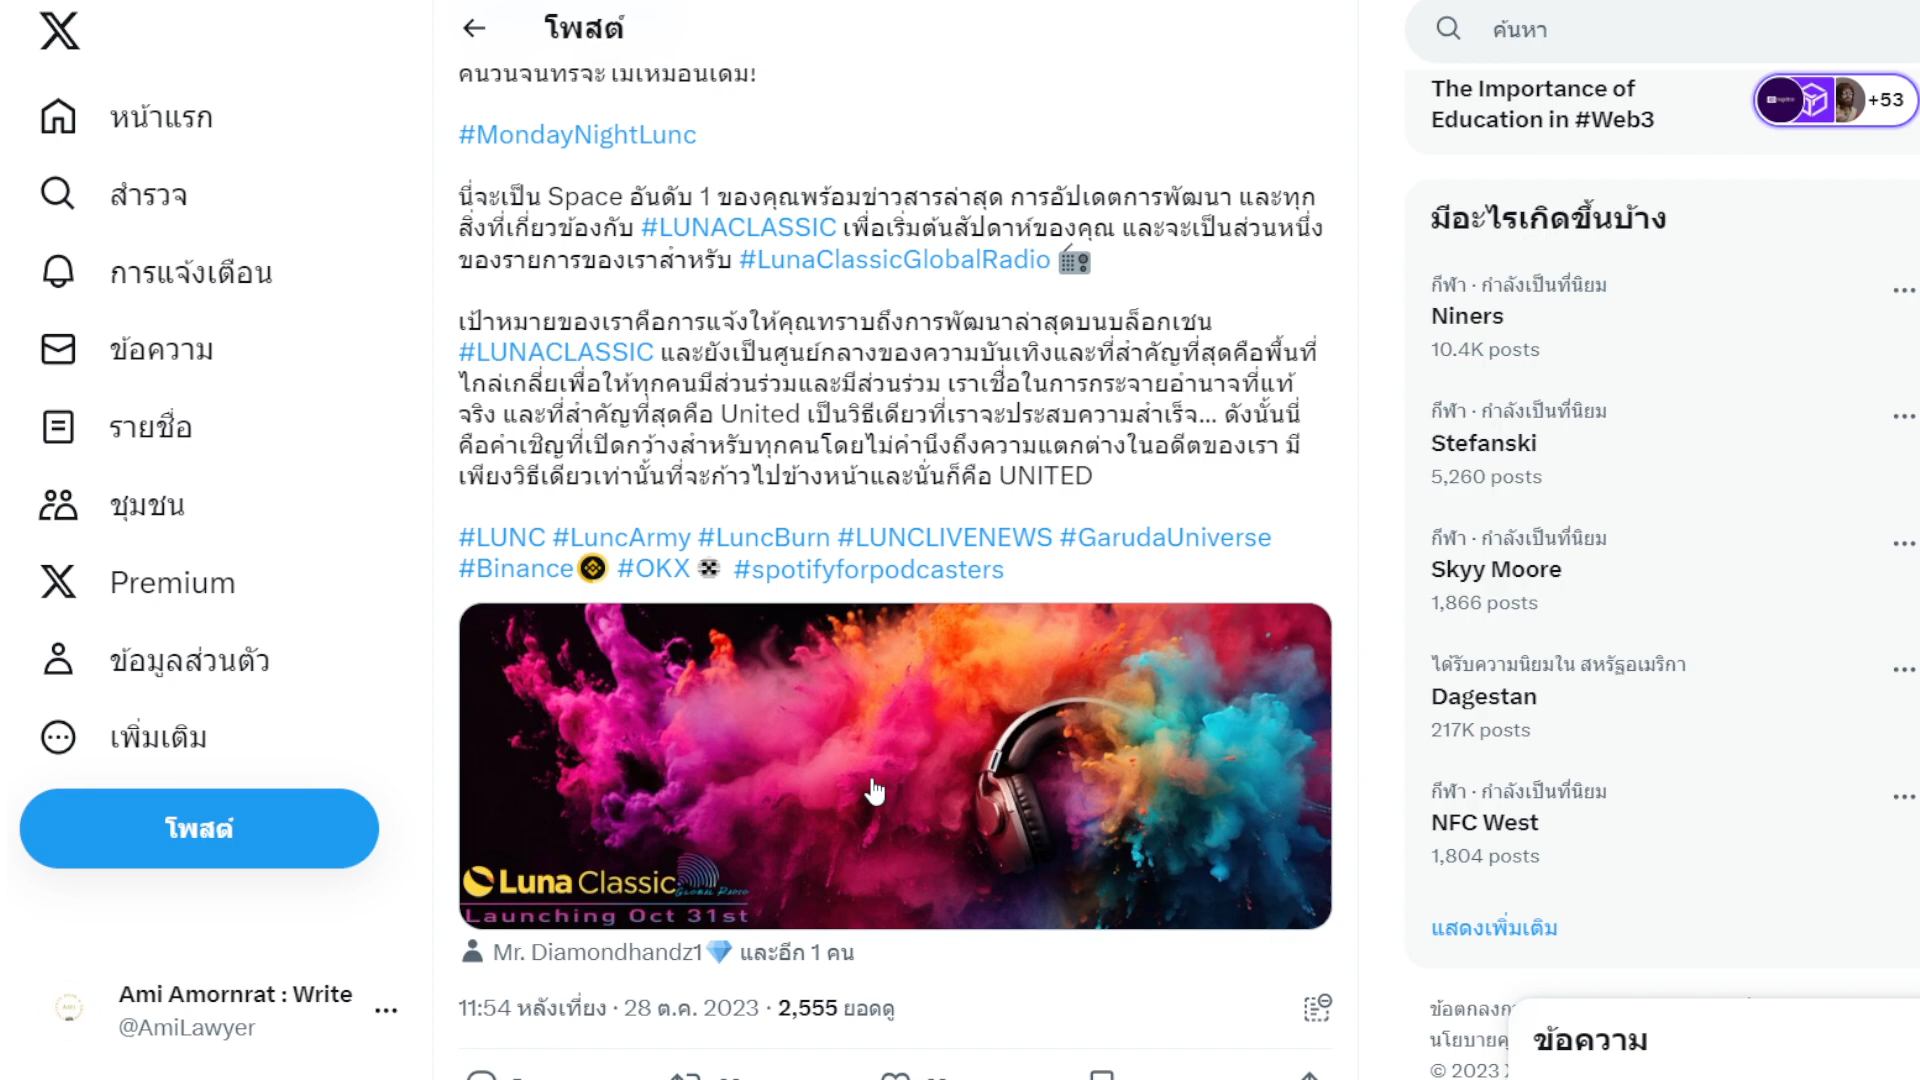 โพสต์
ค้นหา
คืนวันจันทร์จะไม่เหมือนเดิม!
#MondayNightLunc
นี่จะเป็น Space อันดับ 1 ของคุณพร้อมข่าวสารล่าสุด การอัปเดตการพัฒนา และทุก
สิ่งที่เกี่ยวข้องกับ #LUNACLASSIC เพื่อเริ่มต้นสัปดาห์ของคุณ และจะเป็นส่วนหนึ่ง
ของรายการของเราสำหรับ #LunaClassicGlobalRadio
เป้าหมายของเราคือการแจ้งให้คุณทราบถึงการพัฒนาล่าสุดบนบล็อกเชน
#LUNACLASSIC และยังเป็นศูนย์กลางของความบันเทิงและที่สำคัญที่สุดคือพื้นที่
ไกล่เกลี่ยเพื่อให้ทุกคนมีส่วนร่วมและมีส่วนร่วม เราเชื่อในการกระจายอำนาจที่แท้
จริง และที่สำคัญที่สุดคือ United เป็นวิธีเดียวที่เราจะประสบความสำเร็จ... ดังนั้นนี่
คือคำเชิญที่เปิดกว้างสำหรับทุกคนโดยไม่คำนึงถึงความแตกต่างในอดีตของเรา มี
เพียงวิธีเดียวเท่านั้นที่จะก้าวไปข้างหน้าและนั่นก็คือ UNITED
#LUNC #LuncArmy #LuncBurn #LUNCLIVENEWS #GarudaUniverse
#Binance #OKX #spotifyforpodcasters
Luna Classic
Global Radio
Launching Oct 31st
Mr. Diamondhandz1 และอีก 1 คน
11:54 หลังเที่ยง · 28 ต.ค. 2023 · 2,555 ยอดดู
หน้าแรก
สำรวจ
การแจ้งเตือน
ข้อความ
รายชื่อ
ชุมชน
Premium
ข้อมูลส่วนตัว
เพิ่มเติม
โพสต์
Ami Amornrat : Write
@AmiLawyer
The Importance of
Education in #Web3
+53
มีอะไรเกิดขึ้นบ้าง
กีฬา · กำลังเป็นที่นิยม
Niners
10.4K posts
กีฬา · กำลังเป็นที่นิยม
Stefanski
5,260 posts
กีฬา · กำลังเป็นที่นิยม
Skyy Moore
1,866 posts
ได้รับความนิยมใน สหรัฐอเมริกา
Dagestan
217K posts
กีฬา · กำลังเป็นที่นิยม
NFC West
1,804 posts
แสดงเพิ่มเติม
© 2023
ข้อความ